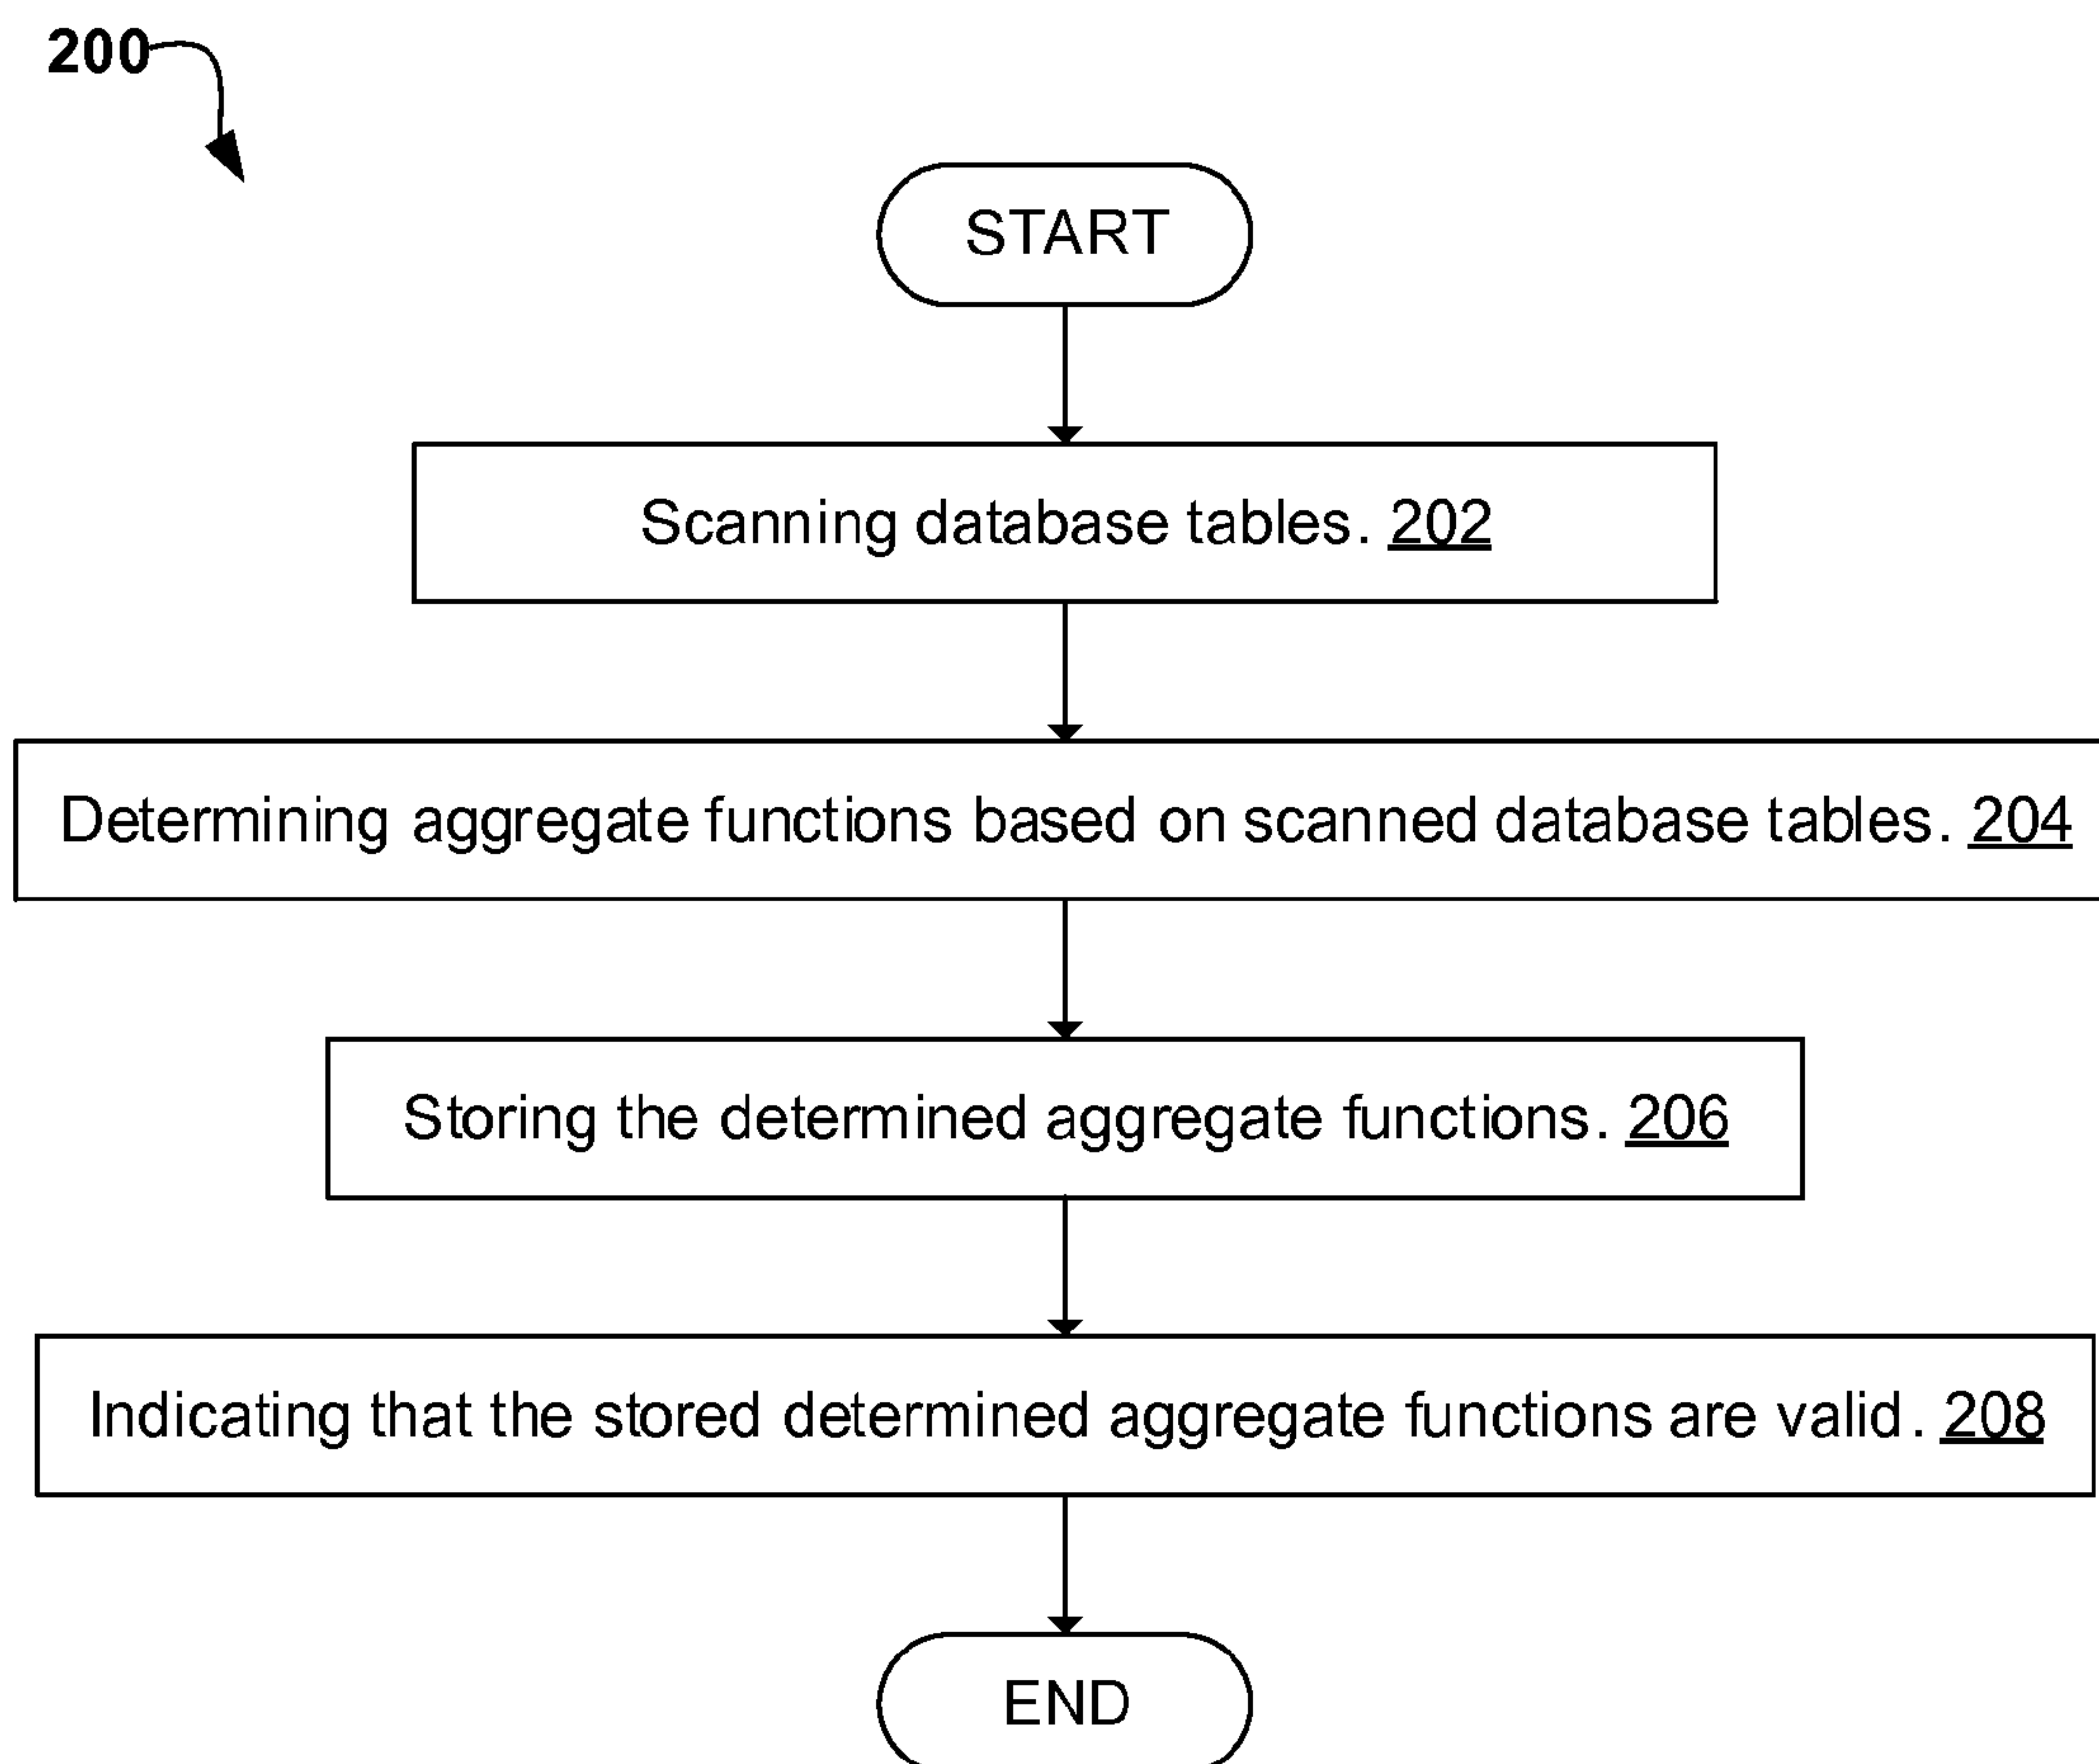 200
START
Scanning database tables. 202
Determining aggregate functions based on scanned database tables. 204
Storing the determined aggregate functions. 206
Indicating that the stored determined aggregate functions are valid. 208
END